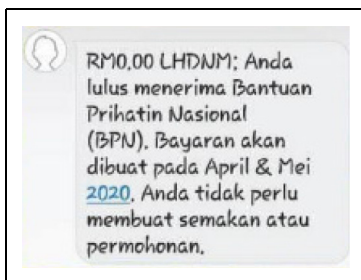 RM0.00 LHDNM: Anda
lulus menerima Bantuan
Prihatin Nasional
(BPN). Bayaran akan
dibuat pada April & Mei
2020. Anda tidak perlu
membuat semakan atau
permohonan.